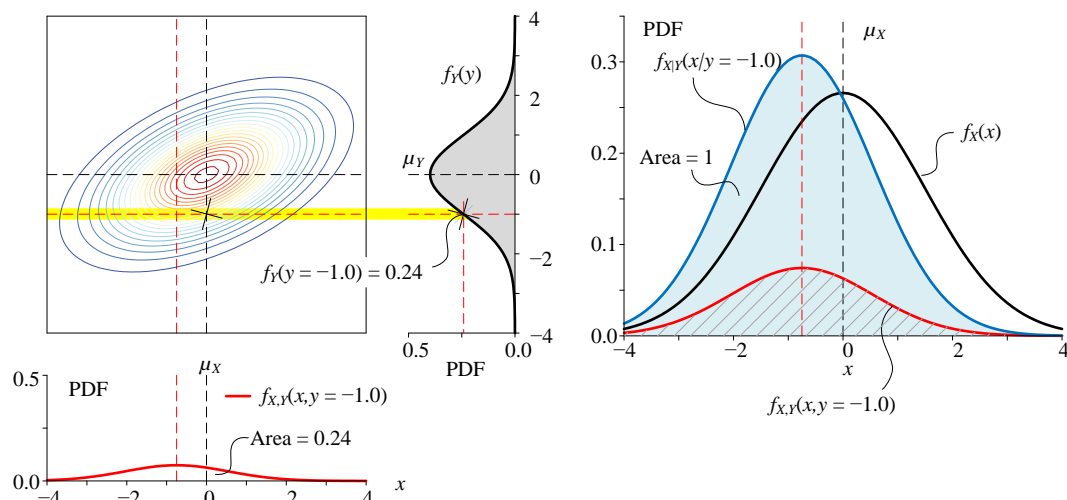 4
f_Y(y)
2
μ_Y
0
f_Y(y = −1.0) = 0.24
−2
−4
0.5 0.0
PDF
μ_X
0.5
PDF
f_{X,Y}(x,y = −1.0)
Area = 0.24
0.0
x
−4 −2 0 2 4
PDF
μ_X
0.3
f_{X|Y}(x/y = −1.0)
f_X(x)
Area = 1
0.2
0.1
0.0
−4 −2 0 2 4
x
f_{X,Y}(x,y = −1.0)